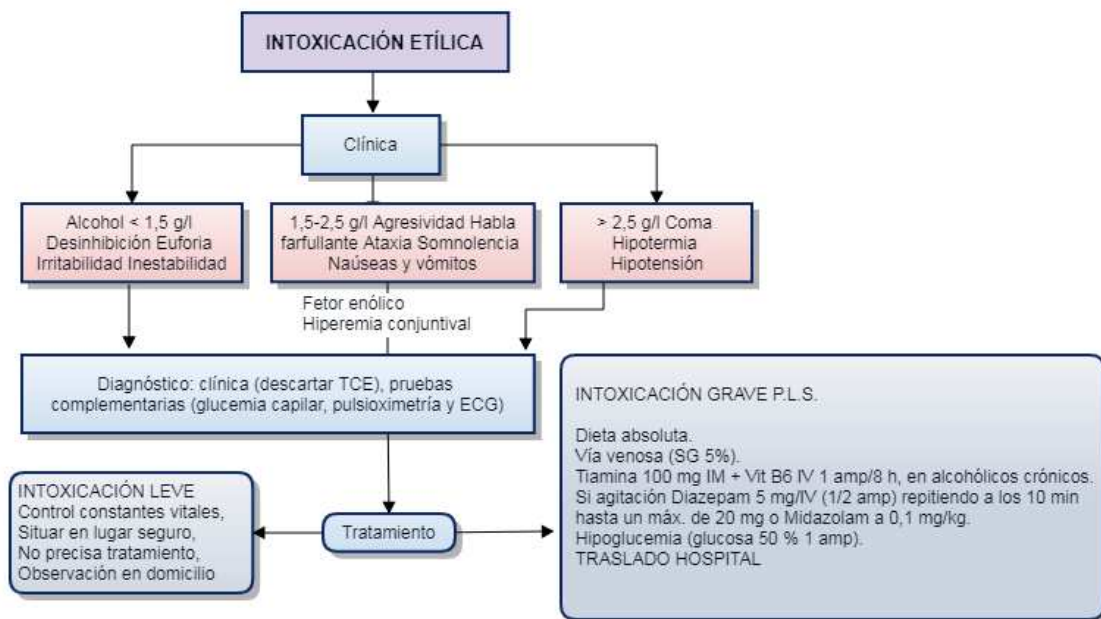 INTOXICACIÓN ETÍLICA
Clínica
Alcohol < 1,5 g/l
Desinhibición Euforia
Irritabilidad Inestabilidad
1,5-2,5 g/l Agresividad Habla
farfullante Ataxia Somnolencia
Naúseas y vómitos
> 2,5 g/l Coma
Hipotermia
Hipotensión
Fetor enólico
Hiperemia conjuntival
Diagnóstico: clínica (descartar TCE), pruebas
complementarias (glucemia capilar, pulsioximetría y ECG)
INTOXICACIÓN LEVE
Control constantes vitales,
Situar en lugar seguro,
No precisa tratamiento,
Observación en domicilio
Tratamiento
INTOXICACIÓN GRAVE P.L.S.
Dieta absoluta.
Vía venosa (SG 5%).
Tiamina 100 mg IM + Vit B6 IV 1 amp/8 h, en alcohólicos crónicos.
Si agitación Diazepam 5 mg/IV (1/2 amp) repitiendo a los 10 min
hasta un máx. de 20 mg o Midazolam a 0,1 mg/kg.
Hipoglucemia (glucosa 50 % 1 amp).
TRASLADO HOSPITAL